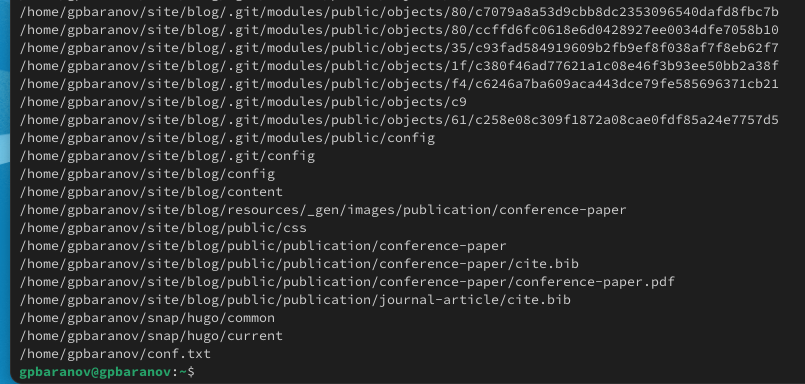 /home/gpbaranov/site/blog/.git/modules/public/objects/80/c7079a8a53d9cbb8dc2353096540dafd8fbc7b
/home/gpbaranov/site/blog/.git/modules/public/objects/80/ccffd6fc0618e6d0428927ee0034dfe7058b10
/home/gpbaranov/site/blog/.git/modules/public/objects/35/c93fad584919609b2fb9ef8f038af7f8eb62f7
/home/gpbaranov/site/blog/.git/modules/public/objects/1f/c380f46ad77621a1c08e46f3b93ee50bb2a38f
/home/gpbaranov/site/blog/.git/modules/public/objects/f4/c6246a7ba609aca443dce79fe585696371cb21
/home/gpbaranov/site/blog/.git/modules/public/objects/c9
/home/gpbaranov/site/blog/.git/modules/public/objects/61/c258e08c309f1872a08cae0fdf85a24e7757d5
/home/gpbaranov/site/blog/.git/modules/public/config
/home/gpbaranov/site/blog/.git/config
/home/gpbaranov/site/blog/config
/home/gpbaranov/site/blog/content
/home/gpbaranov/site/blog/resources/_gen/images/publication/conference-paper
/home/gpbaranov/site/blog/public/css
/home/gpbaranov/site/blog/public/publication/conference-paper
/home/gpbaranov/site/blog/public/publication/conference-paper/cite.bib
/home/gpbaranov/site/blog/public/publication/conference-paper/conference-paper.pdf
/home/gpbaranov/site/blog/public/publication/journal-article/cite.bib
/home/gpbaranov/snap/hugo/common
/home/gpbaranov/snap/hugo/current
/home/gpbaranov/conf.txt
gpbaranov@gpbaranov:~$